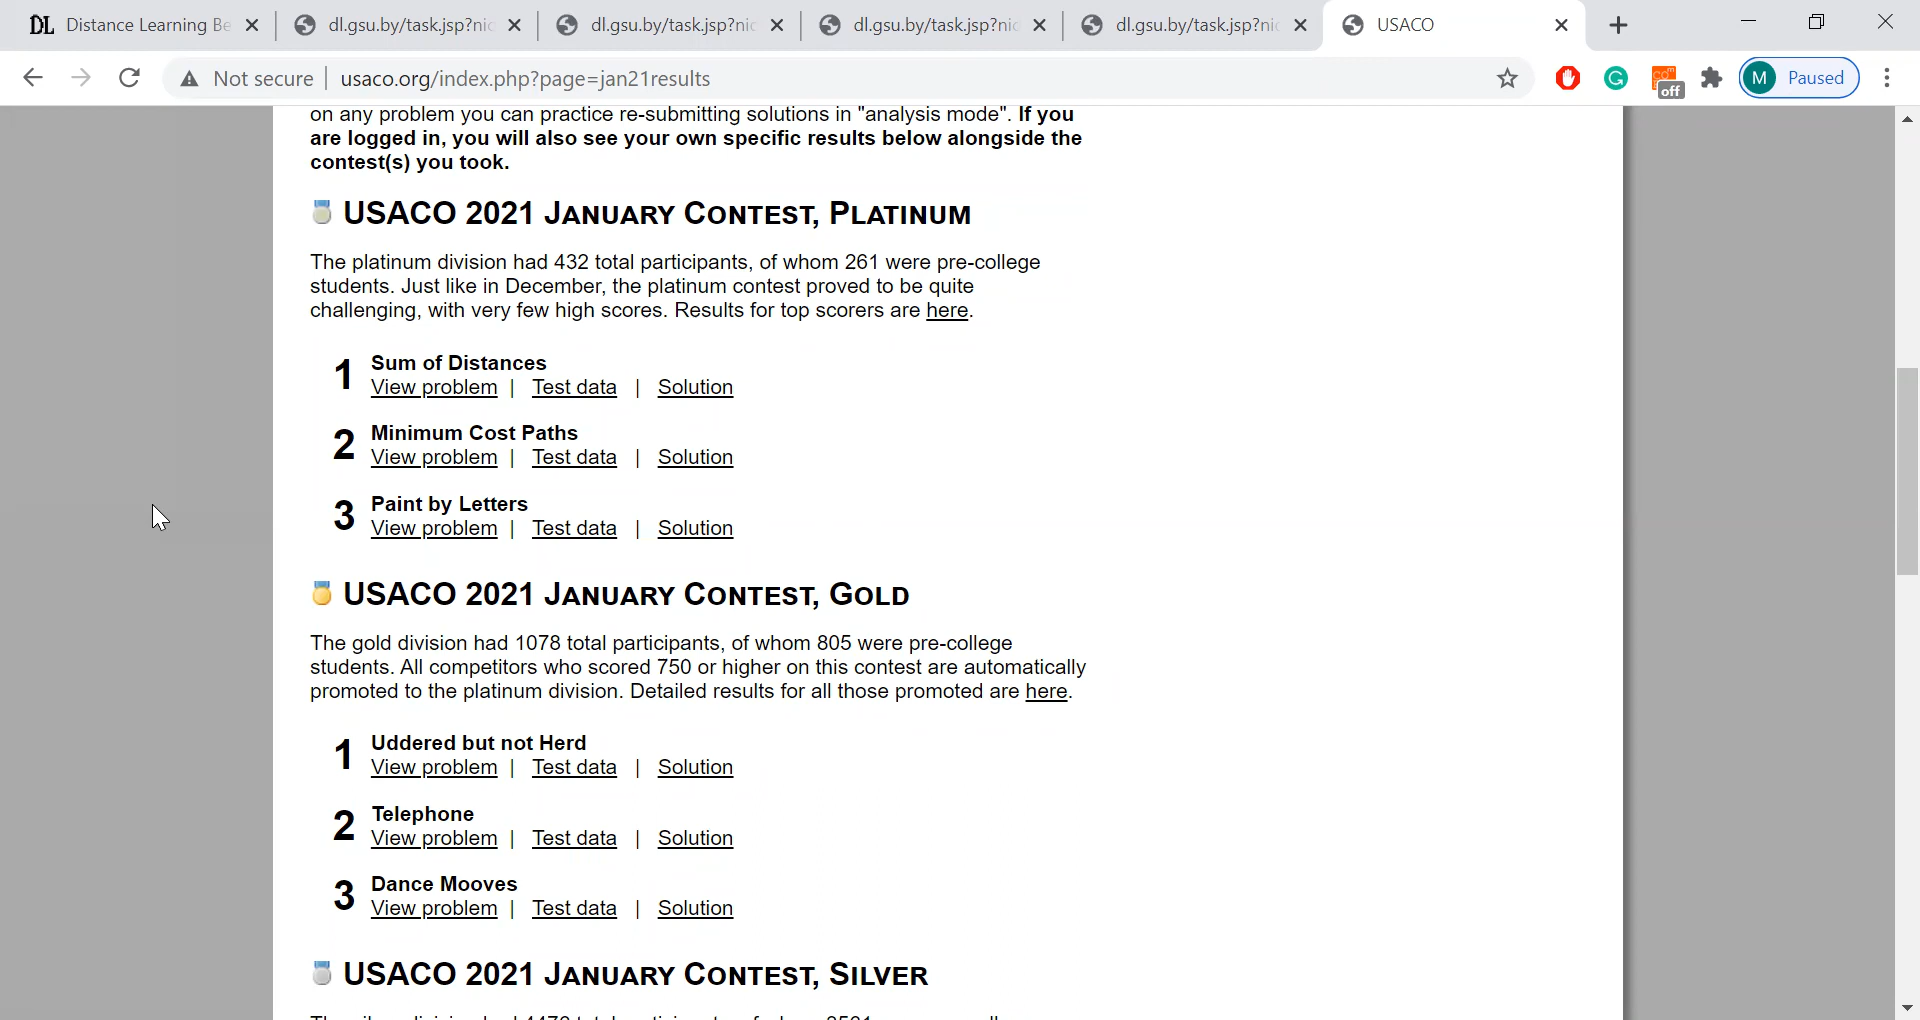 Distance Learning Be
dl.gsu.by/task.jsp?nic
dl.gsu.by/task.jsp?nic
dl.gsu.by/task.jsp?nic
dl.gsu.by/task.jsp?nic
USACO
Not secure | usaco.org/index.php?page=jan21results
off
M Paused
on any problem you can practice re-submitting solutions in "analysis mode". If you
are logged in, you will also see your own specific results below alongside the
contest(s) you took.
USACO 2021 January Contest, Platinum
The platinum division had 432 total participants, of whom 261 were pre-college
students. Just like in December, the platinum contest proved to be quite
challenging, with very few high scores. Results for top scorers are here.
1 Sum of Distances
View problem | Test data | Solution
2 Minimum Cost Paths
View problem | Test data | Solution
3 Paint by Letters
View problem | Test data | Solution
USACO 2021 January Contest, Gold
The gold division had 1078 total participants, of whom 805 were pre-college
students. All competitors who scored 750 or higher on this contest are automatically
promoted to the platinum division. Detailed results for all those promoted are here.
1 Uddered but not Herd
View problem | Test data | Solution
2 Telephone
View problem | Test data | Solution
3 Dance Mooves
View problem | Test data | Solution
USACO 2021 January Contest, Silver